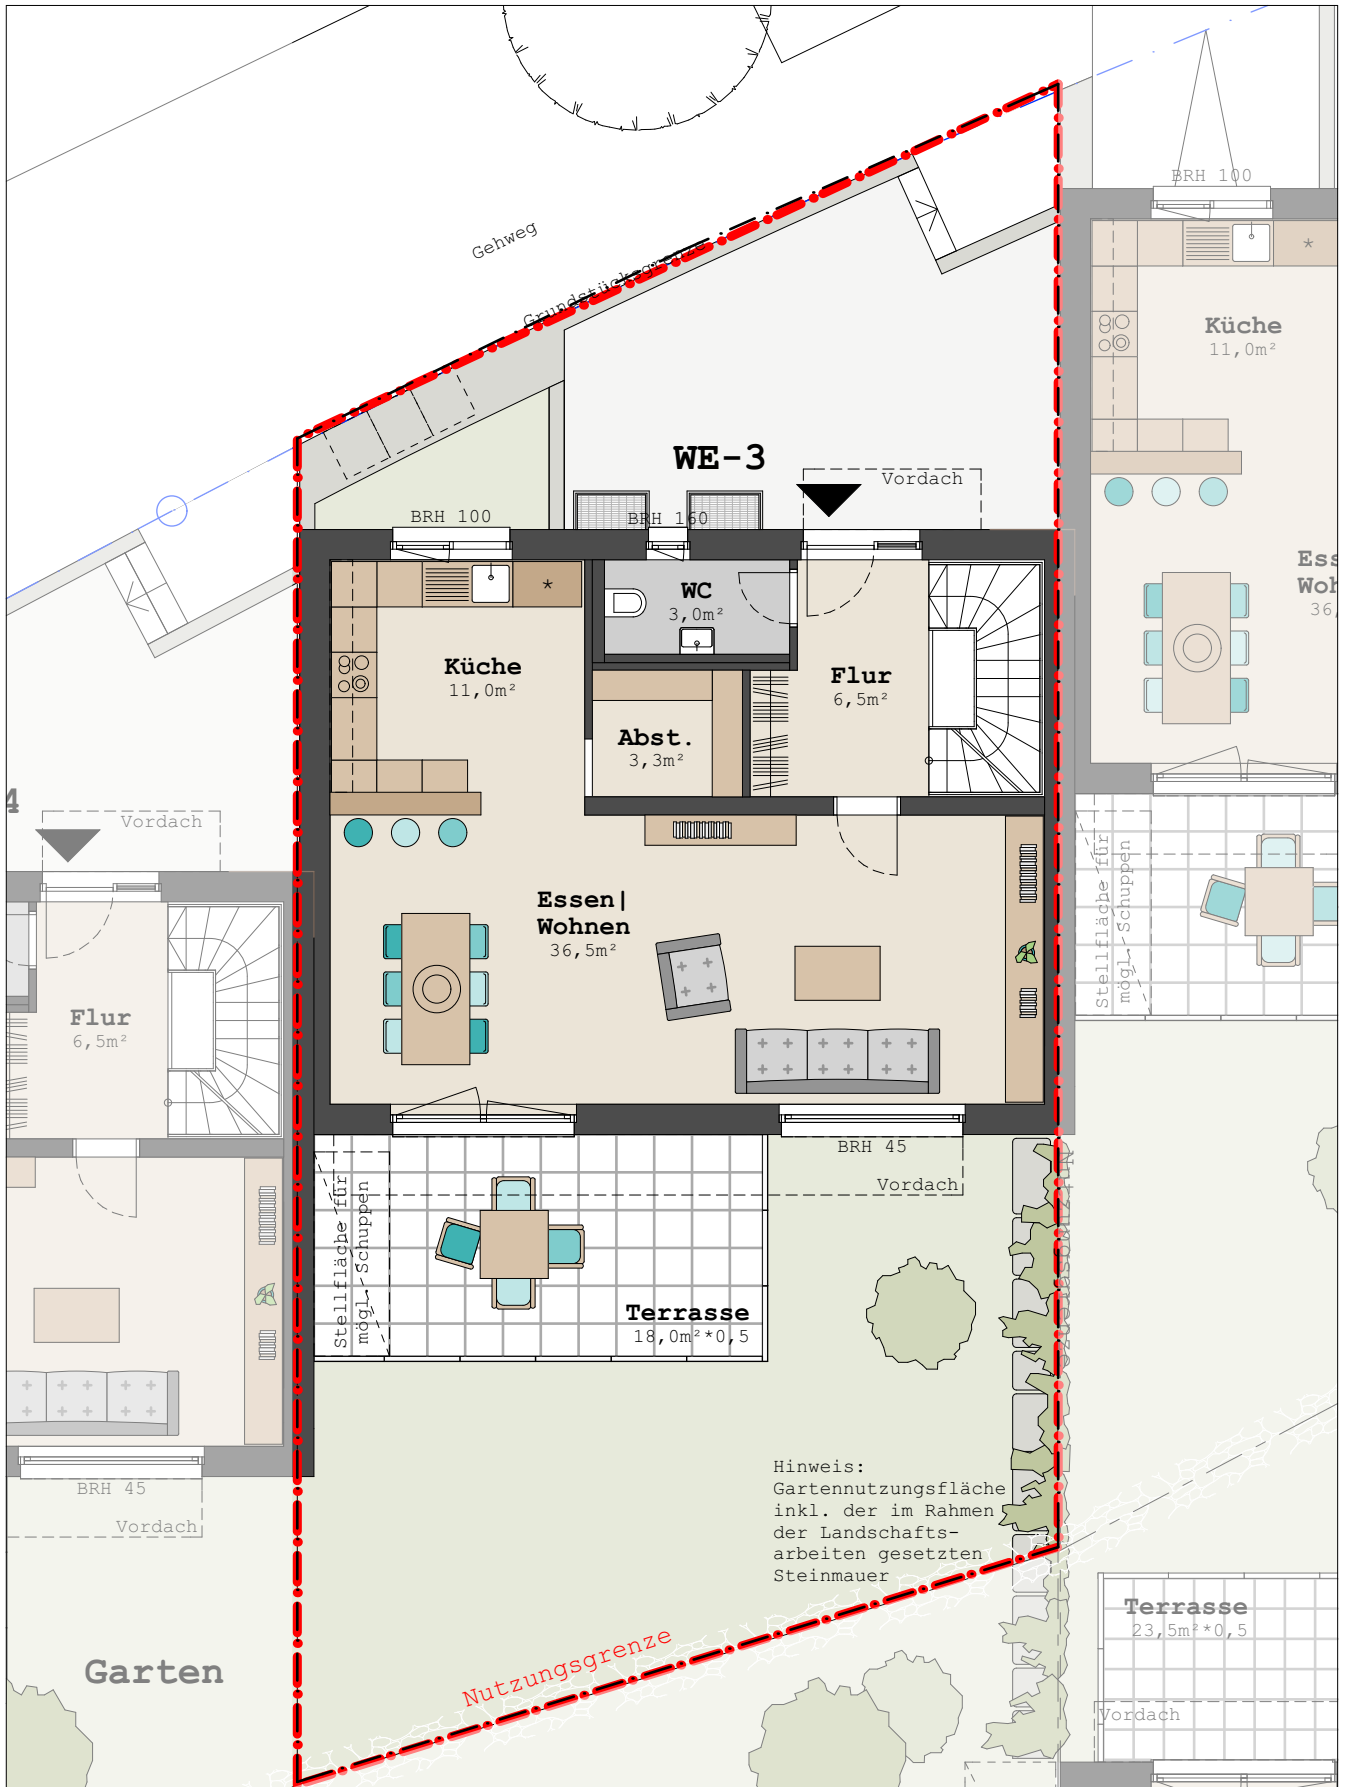 BRH 100
Gehweg
Grundstücksgrenze
Küche
11,0m²
WE-3
Vordach
BRH 100
BRH 160
WC
3,0m²
Küche
11,0m²
Flur
6,5m²
Abst.
3,3m²
Ess
Woh
36,
4
Vordach
Essen|
Wohnen
36,5m²
Stellfläche für
mögl. Schuppen
Flur
6,5m²
BRH 45
Vordach
Nutzungsgrenze
Stellfläche für
mögl. Schuppen
Terrasse
18,0m²*0,5
Hinweis:
Gartennutzungsfläche
inkl. der im Rahmen
der Landschafts-
arbeiten gesetzten
Steinmauer
BRH 45
Vordach
Terrasse
23,5m²*0,5
Nutzungsgrenze
Garten
Vordach